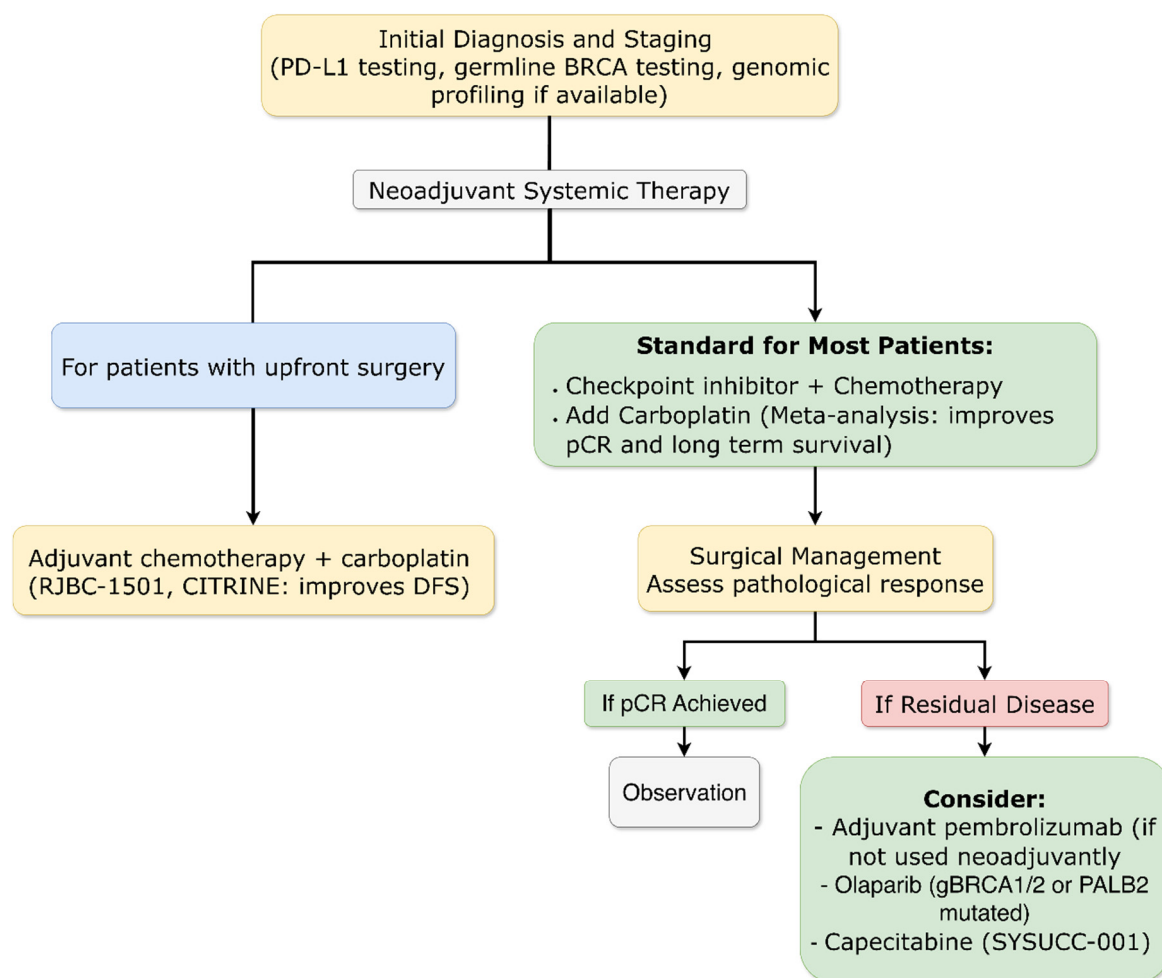 Initial Diagnosis and Staging
(PD-L1 testing, germline BRCA testing, genomic
profiling if available)
Neoadjuvant Systemic Therapy
For patients with upfront surgery
Standard for Most Patients:
. Checkpoint inhibitor + Chemotherapy
. Add Carboplatin (Meta-analysis: improves
pCR and long term survival)
Adjuvant chemotherapy + carboplatin
(RJBC-1501, CITRINE: improves DFS)
Surgical Management
Assess pathological response
If pCR Achieved
If Residual Disease
Observation
Consider:
- Adjuvant pembrolizumab (if
not used neoadjuvantly
- Olaparib (gBRCA1/2 or PALB2
mutated)
- Capecitabine (SYSUCC-001)